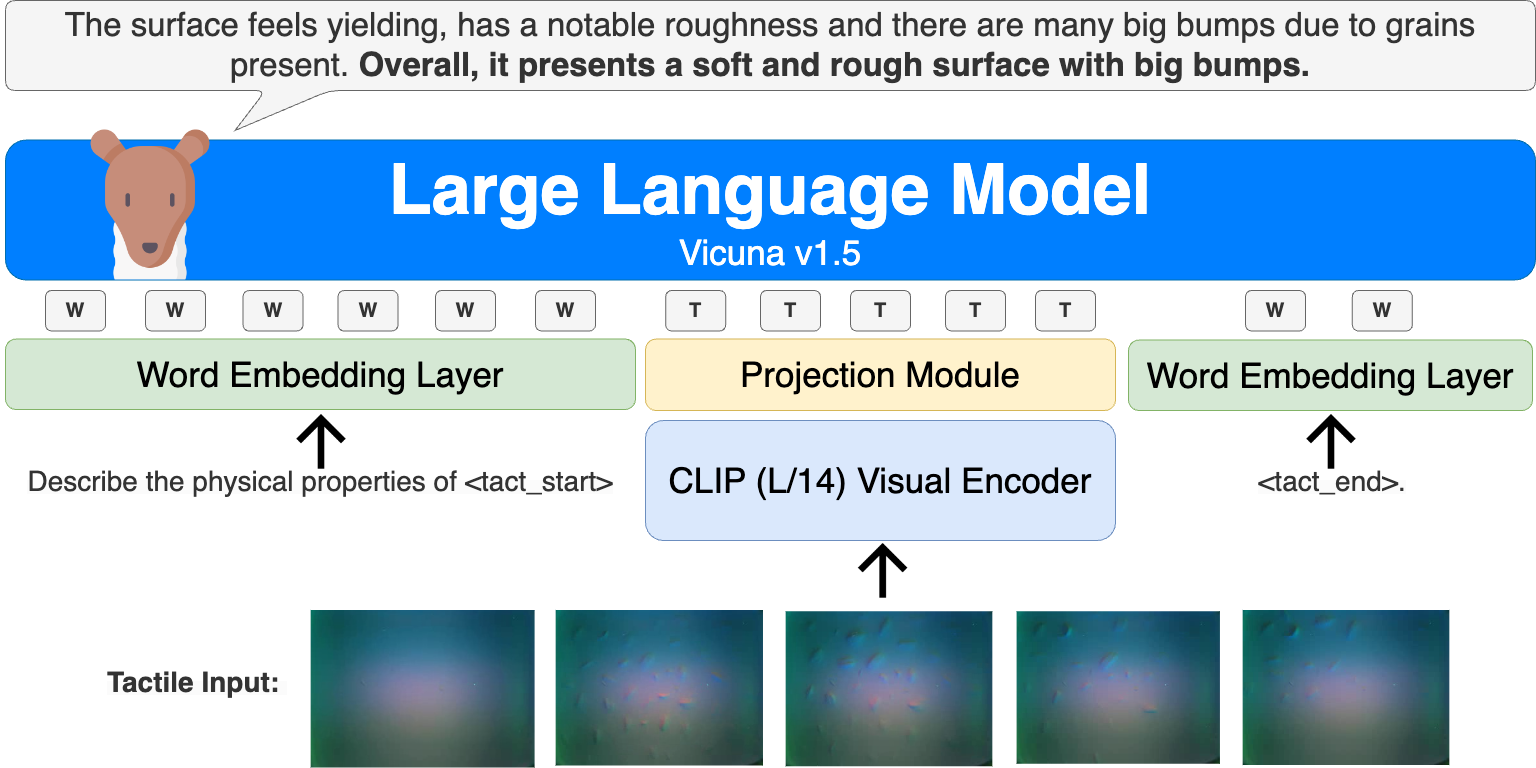 The surface feels yielding, has a notable roughness and there are many big bumps due to grains
present. Overall, it presents a soft and rough surface with big bumps.
Large Language Model
Vicuna v1.5
W W W W W W T T T T T W W
Word Embedding Layer
Projection Module
Word Embedding Layer
Describe the physical properties of <tact_start>
CLIP (L/14) Visual Encoder
<tact_end>.
Tactile Input: